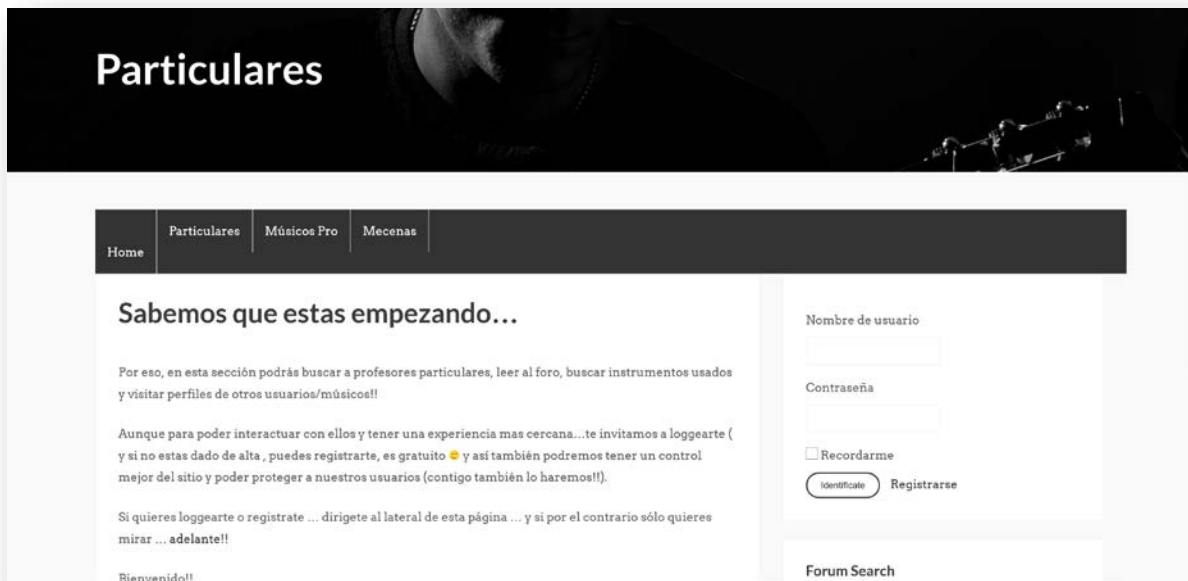 Particulares
Home
Particulares
Músicos Pro
Mecenas
Sabemos que estas empezando...
Por eso, en esta sección podrás buscar a profesores particulares, leer al foro, buscar instrumentos usados
y visitar perfiles de otros usuarios/músicos!!
Aunque para poder interactuar con ellos y tener una experiencia mas cercana...te invitamos a loggearte (
y si no estas dado de alta , puedes registrarte, es gratuito 🙂 y así también podremos tener un control
mejor del sitio y poder proteger a nuestros usuarios (contigo también lo haremos!!).
Si quieres loggearte o registrate ... dirigete al lateral de esta página ... y si por el contrario sólo quieres
mirar ... adelante!!
Bienvenido!!
Nombre de usuario
Contraseña
Recordarme
Identificate
Registrarse
Forum Search